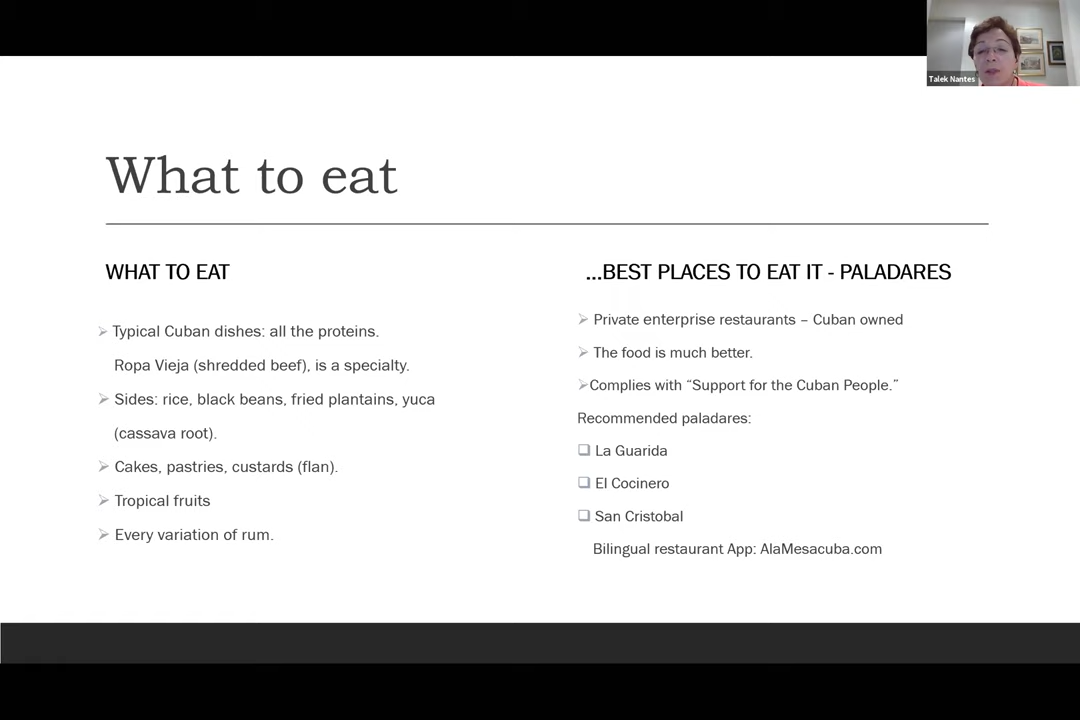 Talek Nantes
What to eat
WHAT TO EAT
Typical Cuban dishes: all the proteins.
Ropa Vieja (shredded beef), is a specialty.
Sides: rice, black beans, fried plantains, yuca
(cassava root).
Cakes, pastries, custards (flan).
Tropical fruits
Every variation of rum.
...BEST PLACES TO EAT IT - PALADARES
Private enterprise restaurants – Cuban owned
The food is much better.
Complies with “Support for the Cuban People.”
Recommended paladares:
La Guarida
El Cocinero
San Cristobal
Bilingual restaurant App: AlaMesacuba.com